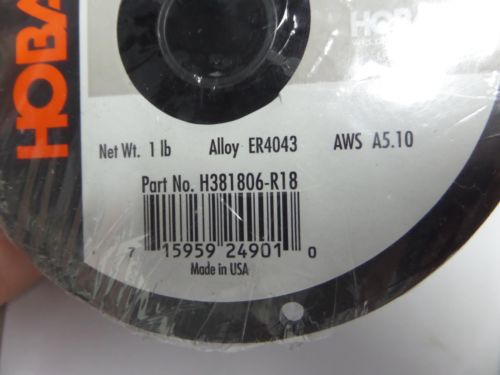 HOBA
HOBA
Net Wt. 1 lb Alloy ER4043 AWS A5.10
Part No. H381806-R18
7 15959 24901 0
Made in USA